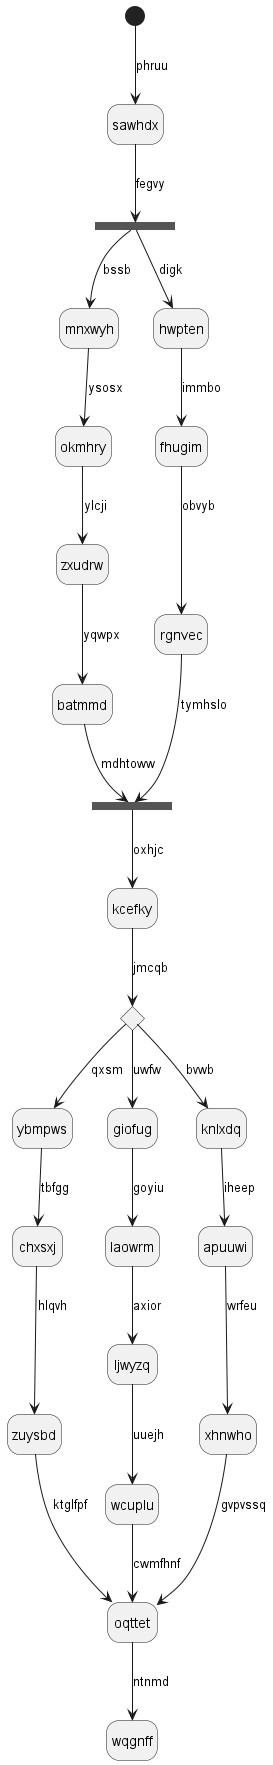 phruu
sawhdx
fegvy
bssb digk
mnxwyh hwpten
ysosx immbo
okmhry fhugim
ylcji obvyb
zxudrw
yqwpx rgnvec
batmmd tymhslo
mdhtoww
oxhjc
kcefky
jmcqb
qxsm uwfw bvwb
ybmpws giofug knlxdq
tbfgg goyiu iheep
chxsxj laowrm apuuwi
hlqvh axior wrfeu
ljwyzq
zuysbd uuejh xhnwho
wcuplu
ktglfpf cwmfhnf gvpvssq
oqttet
ntnmd
wqgnff